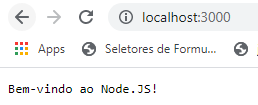 localhost:3000
Apps
Seletores de Formu...
Bem-vindo ao Node.JS!